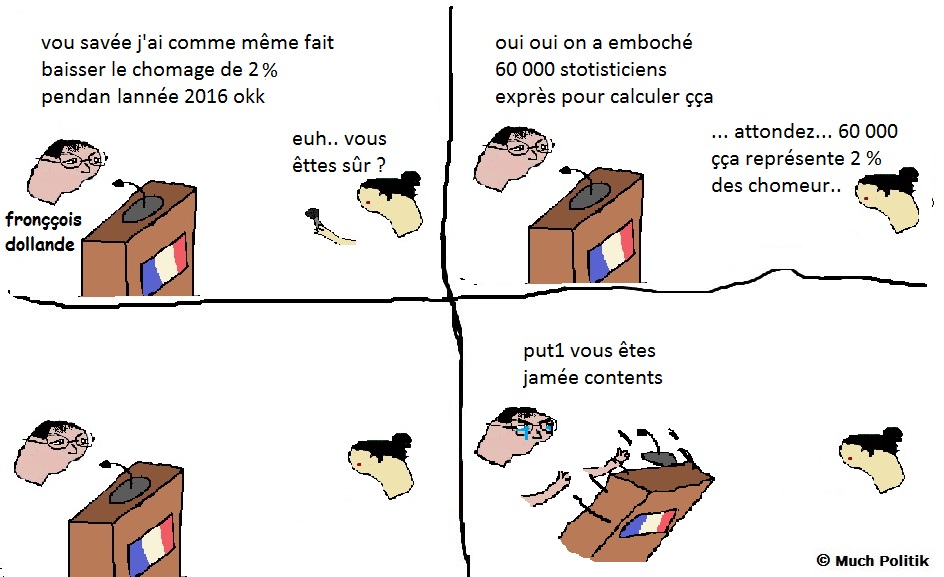 vou savée j'ai comme même fait
baisser le chomage de 2%
pendan lannée 2016 okk
euh.. vous
êttes sûr ?
fronççois
dollande
oui oui on a emboché
60 000 stotisticiens
exprès pour calculer çça
... attondez... 60 000
çça représente 2 %
des chomeur..
put1 vous êtes
jamée contents
© Much Politik